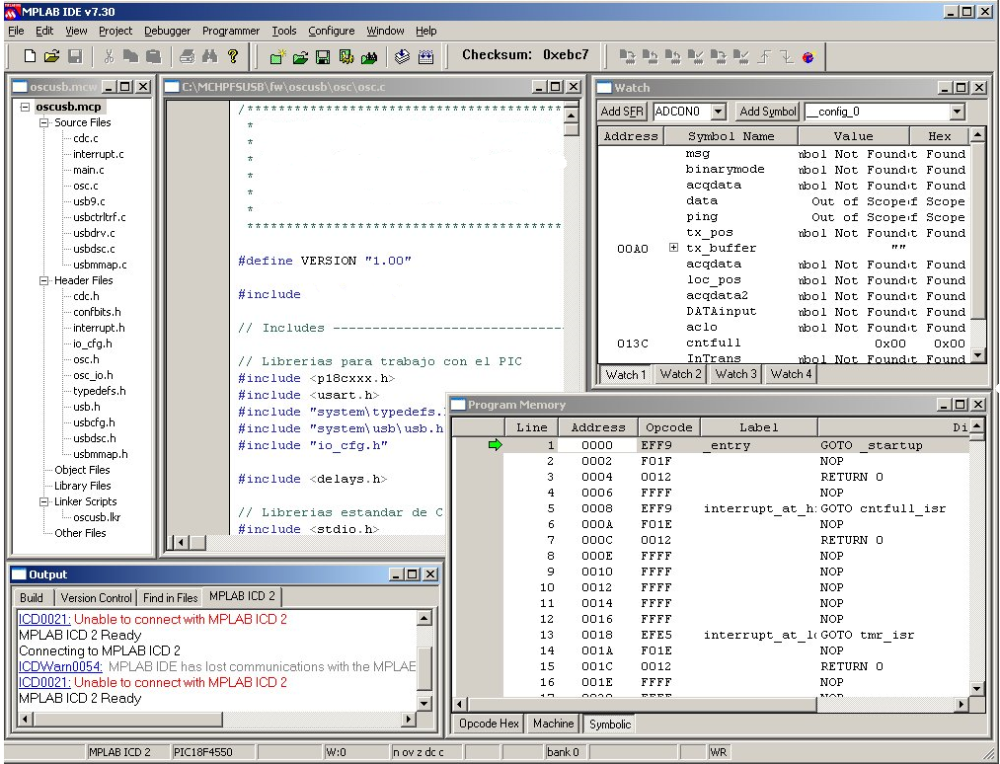 MPLAB IDE v7.30
File Edit View Project Debugger Programmer Tools Configure Window Help
Checksum: 0xebc7
oscusb.mcw
oscusb.mcp
Source Files
cdc.c
interrupt.c
main.c
osc.c
usb9.c
usbctrltrf.c
usbdrv.c
usbdsc.c
usbmmap.c
Header Files
cdc.h
confbits.h
interrupt.h
io_cfg.h
osc.h
osc_io.h
typedefs.h
usb.h
usbcfg.h
usbdsc.h
usbmmap.h
Object Files
Library Files
Linker Scripts
oscusb.lkr
Other Files
C:\MCHPFSUSB\fw\oscusb\osc\osc.c
/****************************************
*
*
*
*
*
*
****************************************
#define VERSION "1.00"
#include
// Includes -----------------------------
// Librerias para trabajo con el PIC
#include <p18cxxx.h>
#include <usart.h>
#include "system\typedefs.
#include "system\usb\usb.h
#include "io_cfg.h"
#include <delays.h>
// Librerias estandar de C
#include <stdio.h>
Watch
Add SFR ADCON0 Add Symbol __config_0
Address Symbol Name Value Hex
msg mbol Not Found t Found
binarymode mbol Not Found t Found
acqdata mbol Not Found t Found
data Out of Scope f Scope
ping Out of Scope f Scope
tx_pos mbol Not Found t Found
00A0 tx_buffer ""
acqdata mbol Not Found t Found
loc_pos mbol Not Found t Found
acqdata2 mbol Not Found t Found
DATAinput mbol Not Found t Found
aclo mbol Not Found t Found
013C cntfull 0x00 0x00
InTrans mbol Not Found t Found
Watch 1 Watch 2 Watch 3 Watch 4
Program Memory
Line Address Opcode Label Di
1 0000 EFF9 _entry GOTO _startup
2 0002 F01F NOP
3 0004 0012 RETURN 0
4 0006 FFFF NOP
5 0008 EFF9 interrupt_at_h: GOTO cntfull_isr
6 000A F01E NOP
7 000C 0012 RETURN 0
8 000E FFFF NOP
9 0010 FFFF NOP
10 0012 FFFF NOP
11 0014 FFFF NOP
12 0016 FFFF NOP
13 0018 EFE5 interrupt_at_l GOTO tmr_isr
14 001A F01E NOP
15 001C 0012 RETURN 0
16 001E FFFF NOP
17 0020 FFFF NOP
Opcode Hex Machine Symbolic
Output
Build Version Control Find in Files MPLAB ICD 2
ICD0021: Unable to connect with MPLAB ICD 2
MPLAB ICD 2 Ready
Connecting to MPLAB ICD 2
ICDWarn0054: MPLAB IDE has lost communications with the MPLAE
ICD0021: Unable to connect with MPLAB ICD 2
MPLAB ICD 2 Ready
MPLAB ICD 2 PIC18F4550 W:0 n ov z dc c bank 0 WR